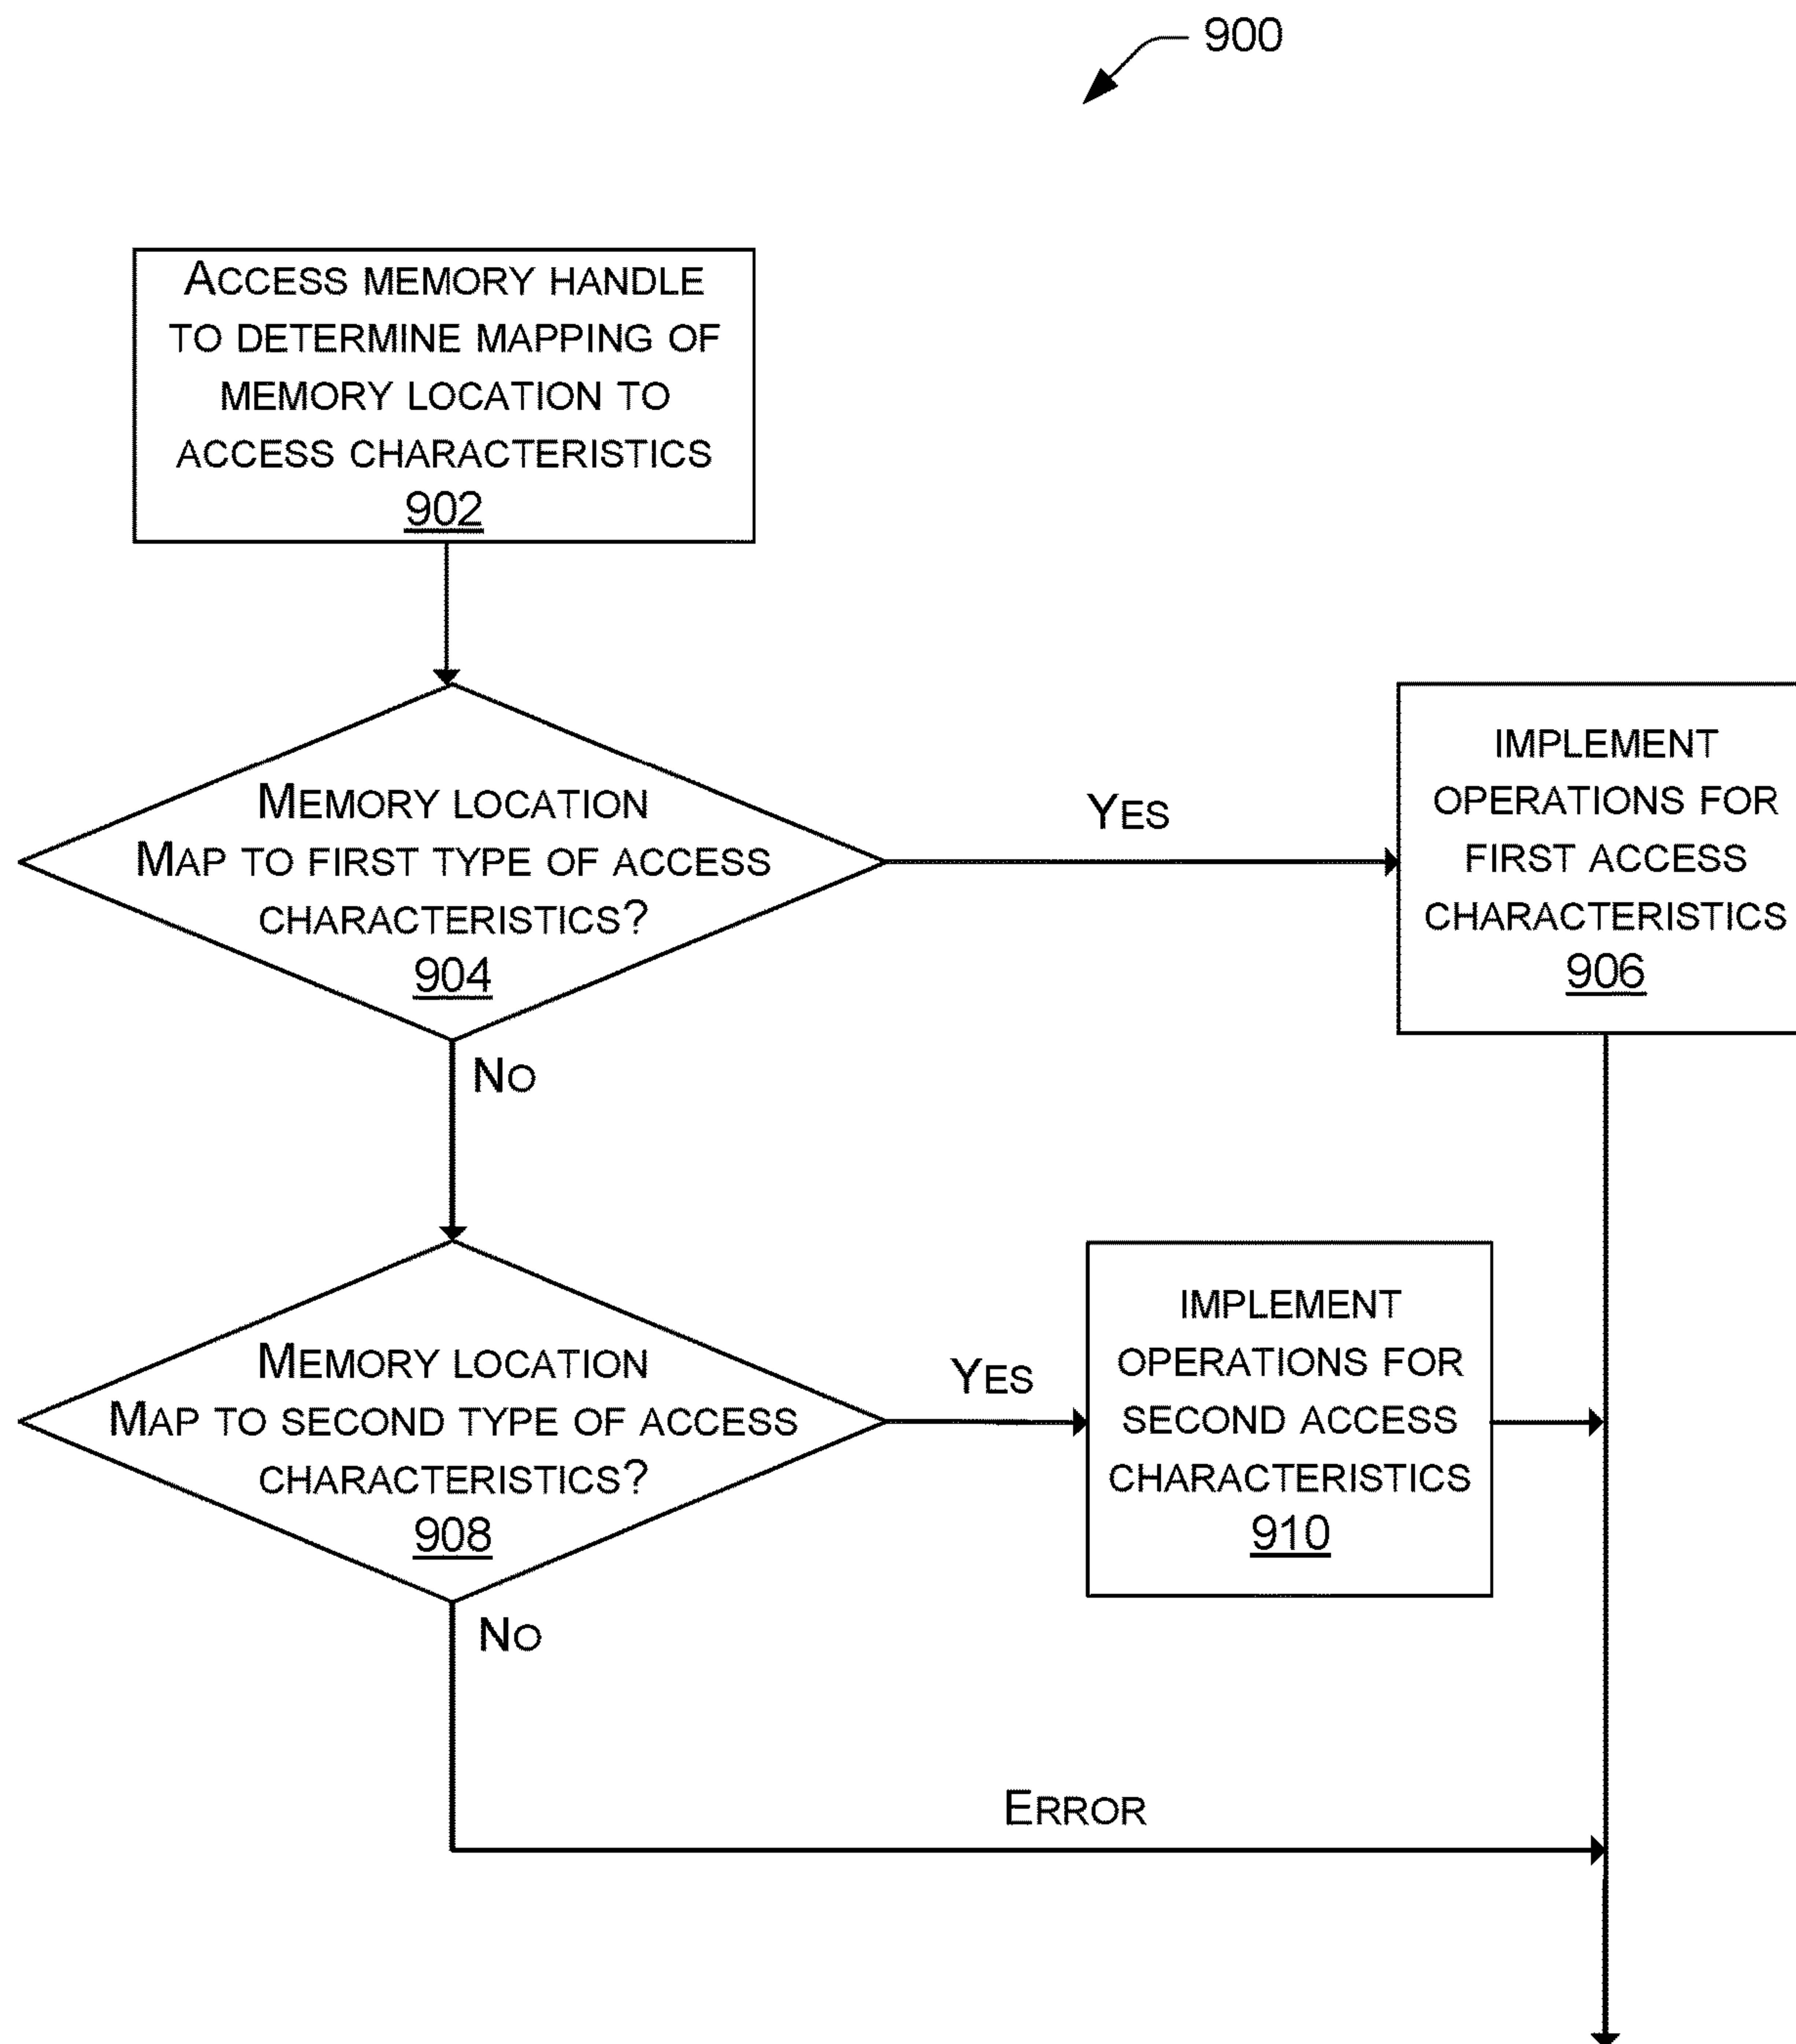 900
ACCESS MEMORY HANDLE
TO DETERMINE MAPPING OF
MEMORY LOCATION TO
ACCESS CHARACTERISTICS
902
MEMORY LOCATION
MAP TO FIRST TYPE OF ACCESS
CHARACTERISTICS?
904
YES
IMPLEMENT
OPERATIONS FOR
FIRST ACCESS
CHARACTERISTICS
906
NO
MEMORY LOCATION
MAP TO SECOND TYPE OF ACCESS
CHARACTERISTICS?
908
YES
IMPLEMENT
OPERATIONS FOR
SECOND ACCESS
CHARACTERISTICS
910
NO
ERROR